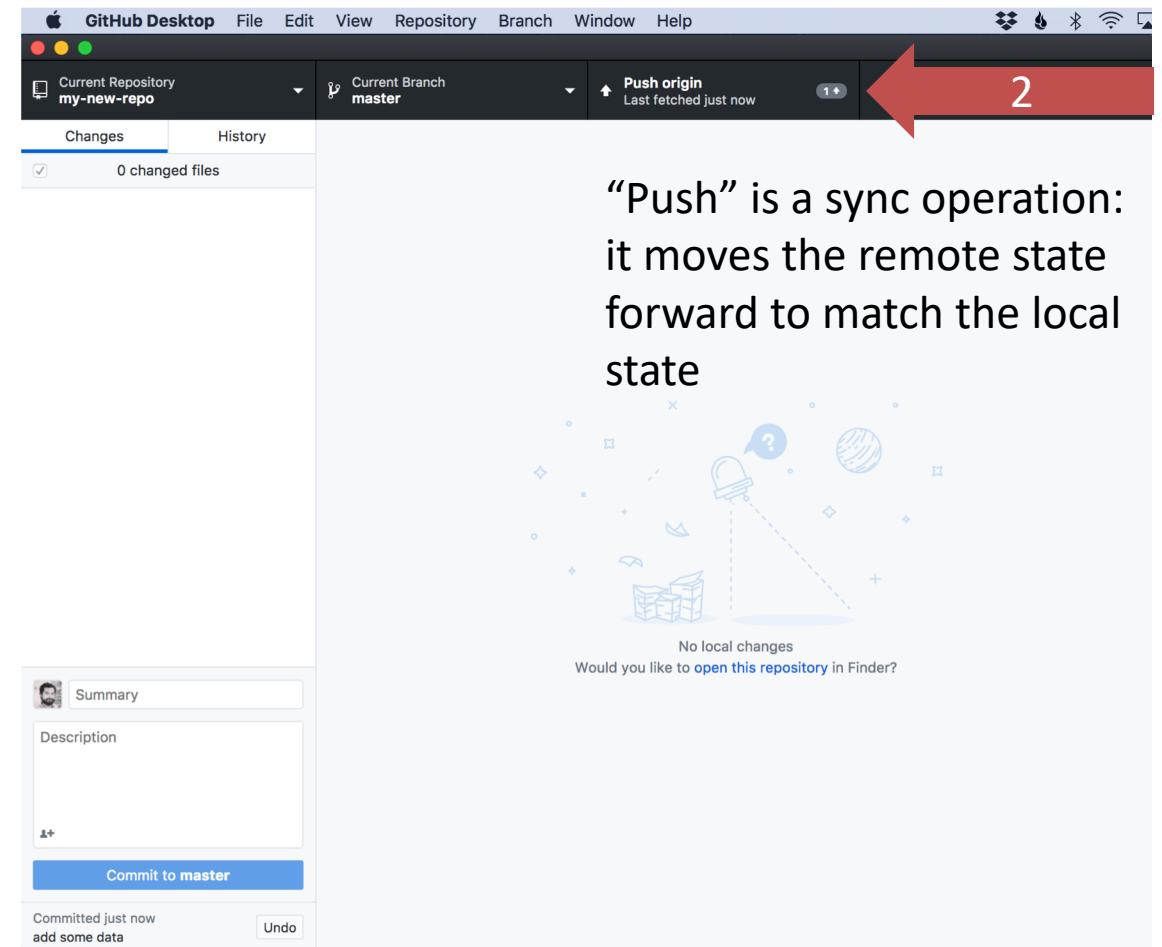 GitHub Desktop File Edit View Repository Branch Window Help
Current Repository
my-new-repo
Current Branch
master
Push origin
Last fetched just now
1
2
Changes History
0 changed files
“Push” is a sync operation:
it moves the remote state
forward to match the local
state
?
No local changes
Would you like to open this repository in Finder?
Summary
Description
Commit to master
Committed just now
add some data
Undo